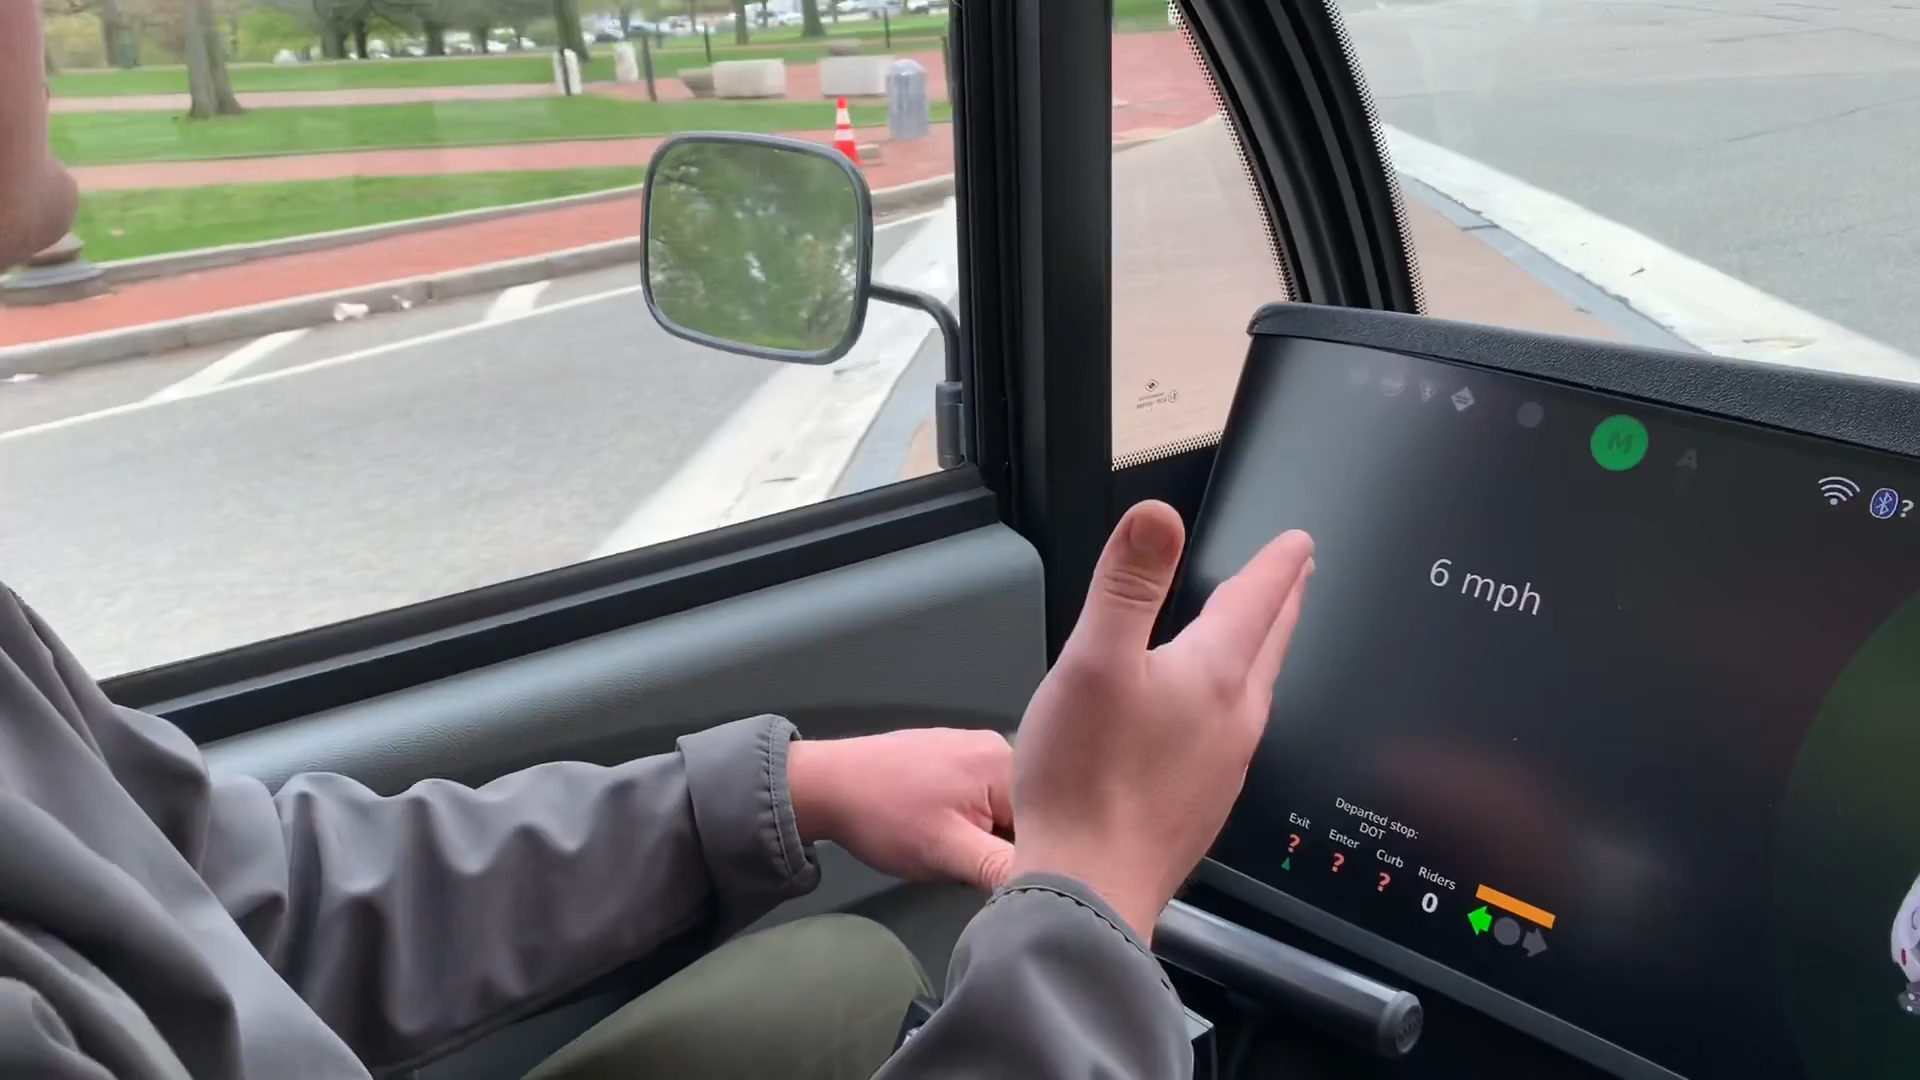 M
A
?
6 mph
Departed stop:
DOT
Exit
Enter
Curb
Riders
?
?
?
0